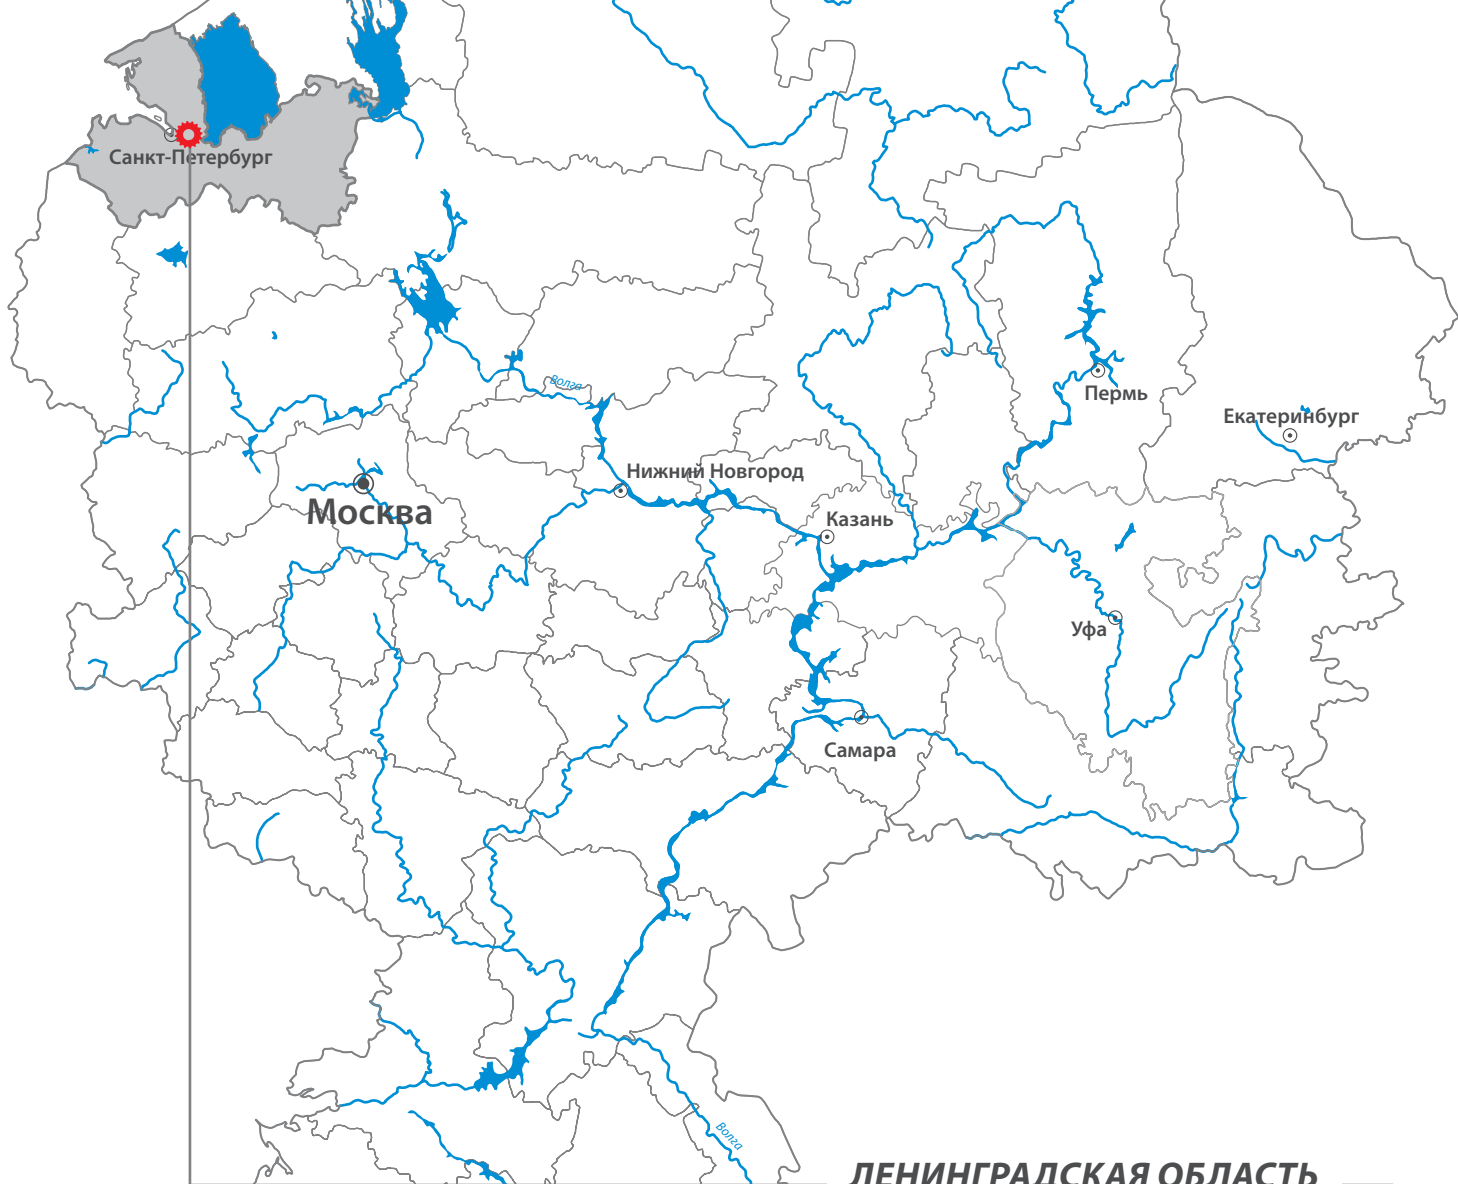 Санкт-Петербург
Волга
Пермь
Екатеринбург
Нижний Новгород
Москва
Казань
Уфа
Самара
Волга
ЛЕНИНГРАДСКАЯ ОБЛАСТЬ